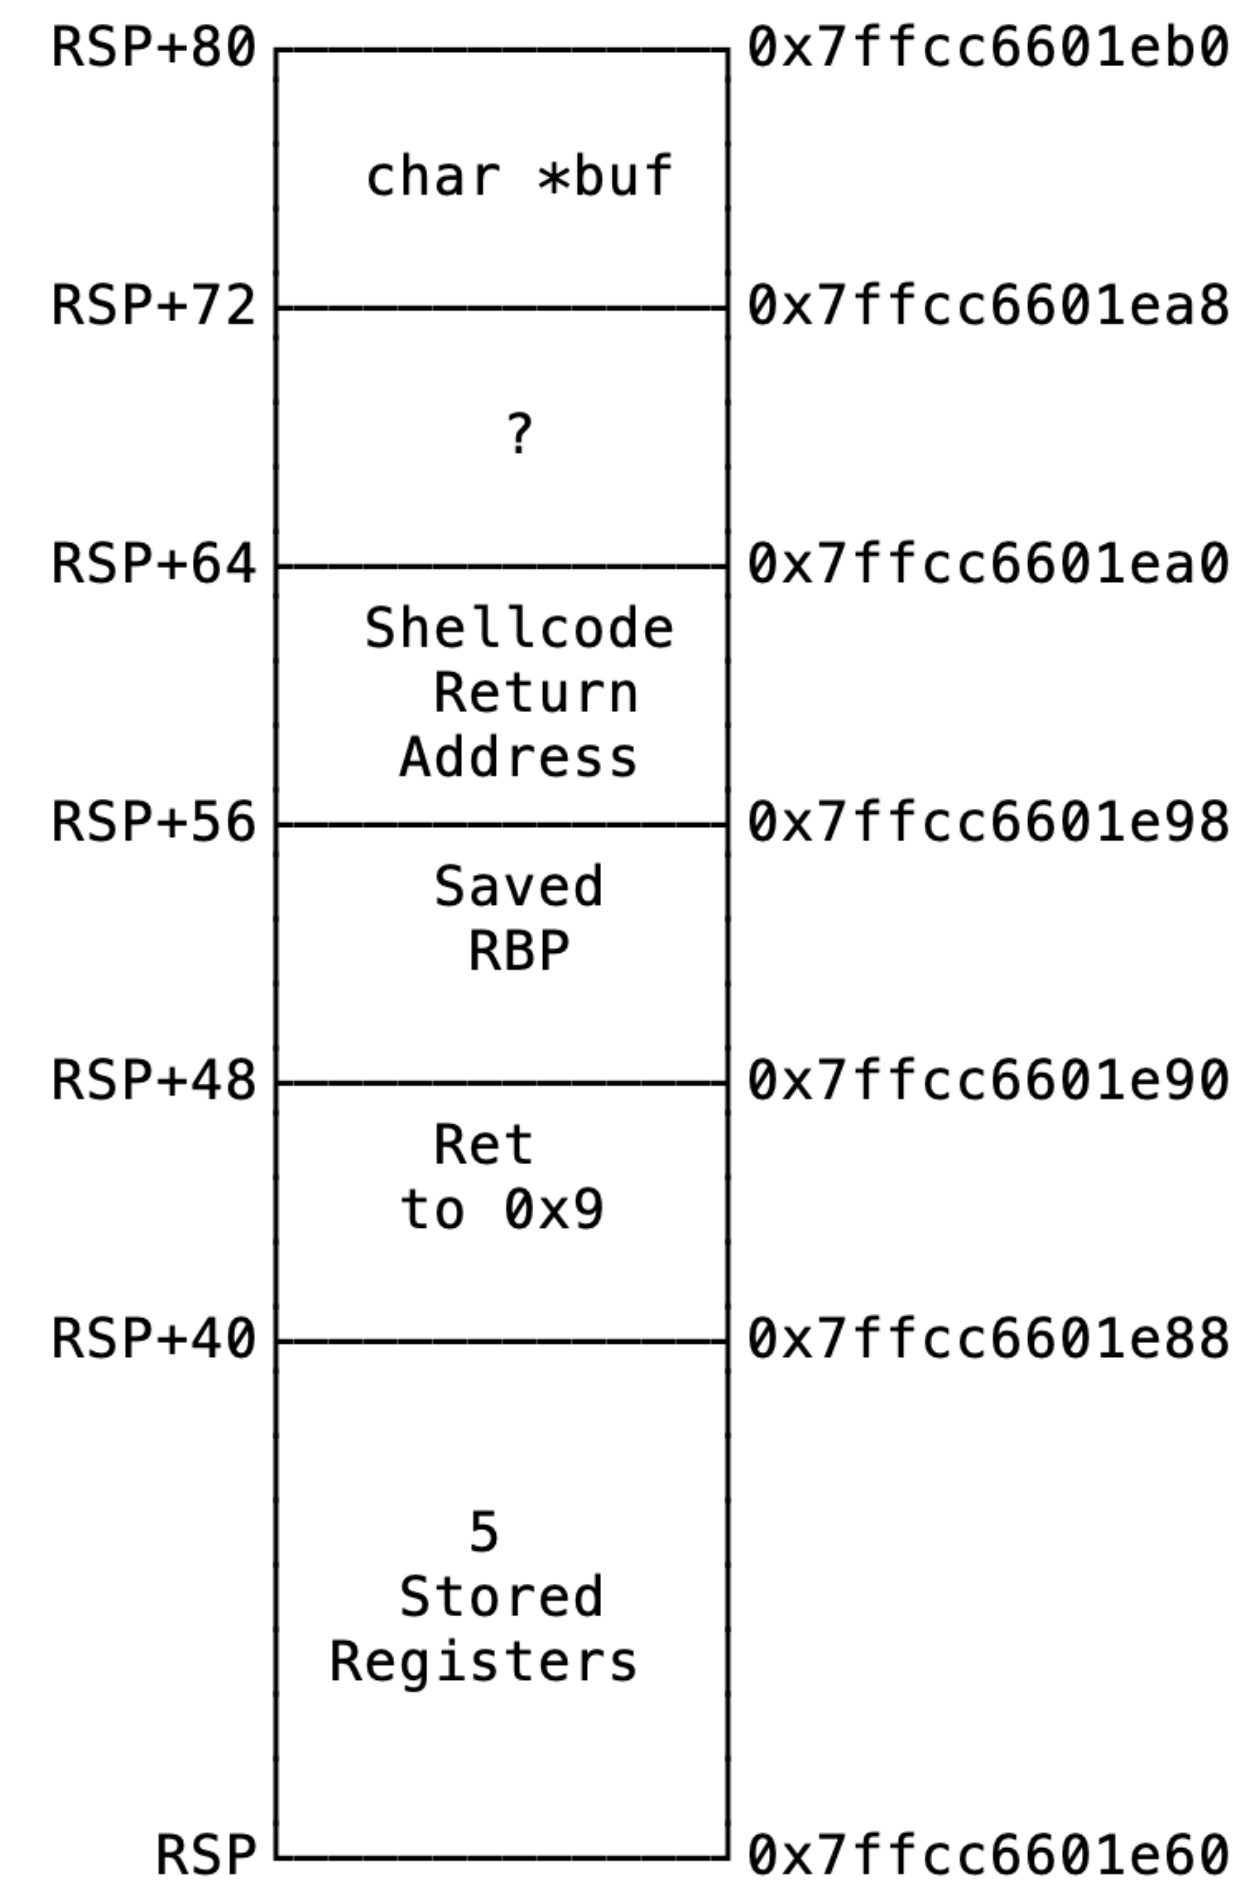 RSP+80 0x7ffcc6601eb0
char *buf
RSP+72 0x7ffcc6601ea8
?
RSP+64 0x7ffcc6601ea0
Shellcode
Return
Address
RSP+56 0x7ffcc6601e98
Saved
RBP
RSP+48 0x7ffcc6601e90
Ret
to 0x9
RSP+40 0x7ffcc6601e88
5
Stored
Registers
RSP 0x7ffcc6601e60